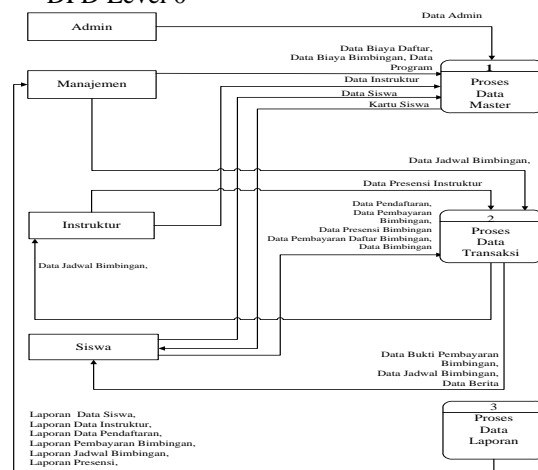 DFD Level 0
Data Admin
Admin
Data Biaya Daftar,
Data Biaya Bimbingan, Data
Program
1
Manajemen
Data Instruktur
Proses
Data Siswa
Data
Kartu Siswa
Master
Data Jadwal Bimbingan,
Data Presensi Instruktur
Data Pendaftaran,
Data Pembayaran
Bimbingan,
Data Presensi Bimbingan
Data Pembayaran Daftar Bimbingan,
Data Bimbingan
Instruktur
2
Proses
Data
Transaksi
Data Jadwal Bimbingan,
Siswa
Data Bukti Pembayaran
Bimbingan,
Data Jadwal Bimbingan,
Data Berita
3
Proses
Data
Laporan
Laporan Data Siswa,
Laporan Data Instruktur,
Laporan Data Pendaftaran,
Laporan Pembayaran Bimbingan,
Laporan Jadwal Bimbingan,
Laporan Presensi,